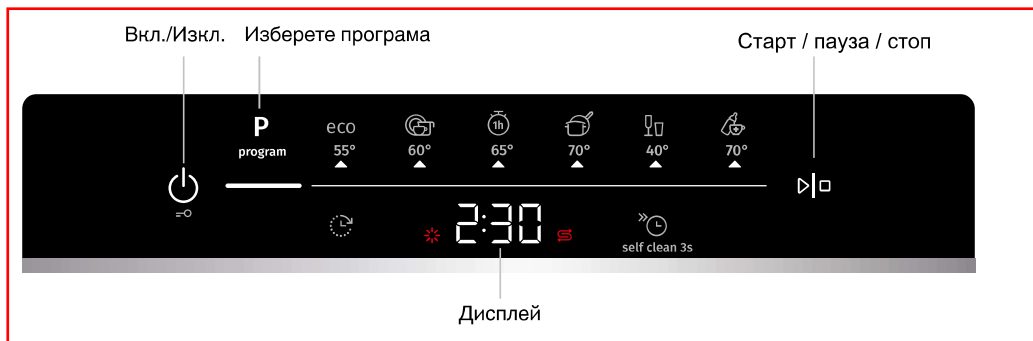 Вкл./Изкл. Изберете програма
Старт / пауза / стоп
P
program
eco
1h
55° 60° 65° 70° 40° 70°
2:30
self clean 3s
Дисплей